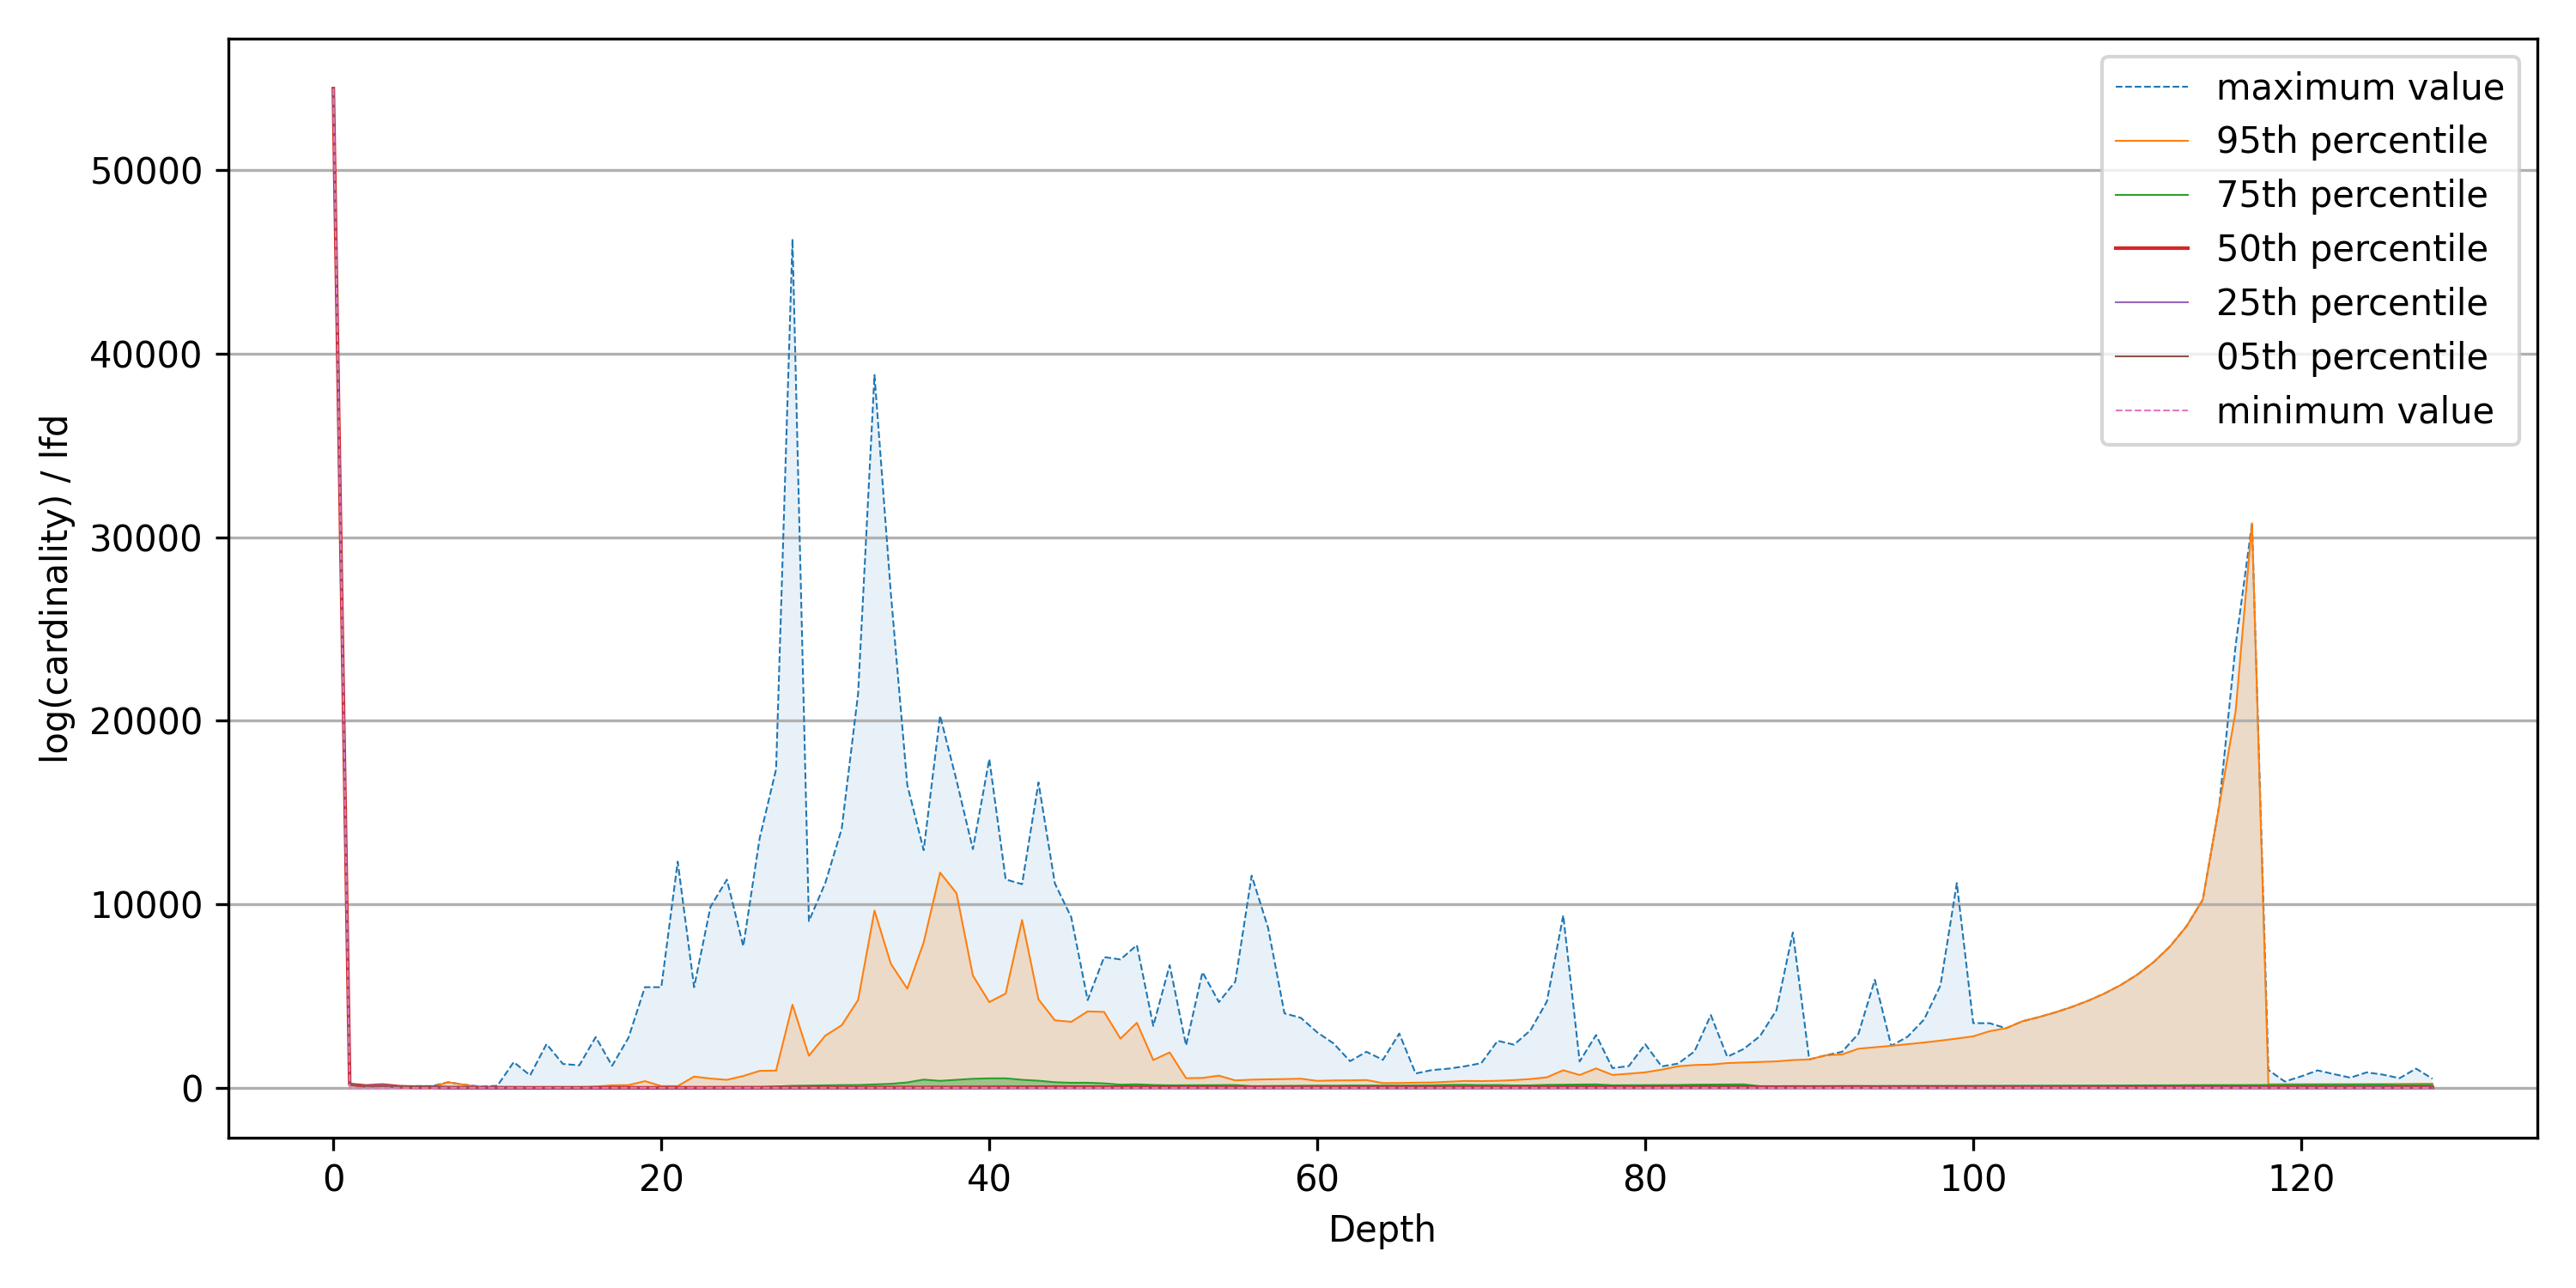 maximum value
95th percentile
75th percentile
50th percentile
25th percentile
05th percentile
minimum value
50000
40000
30000
20000
10000
0
log(cardinality) / lfd
0 20 40 60 80 100 120
Depth